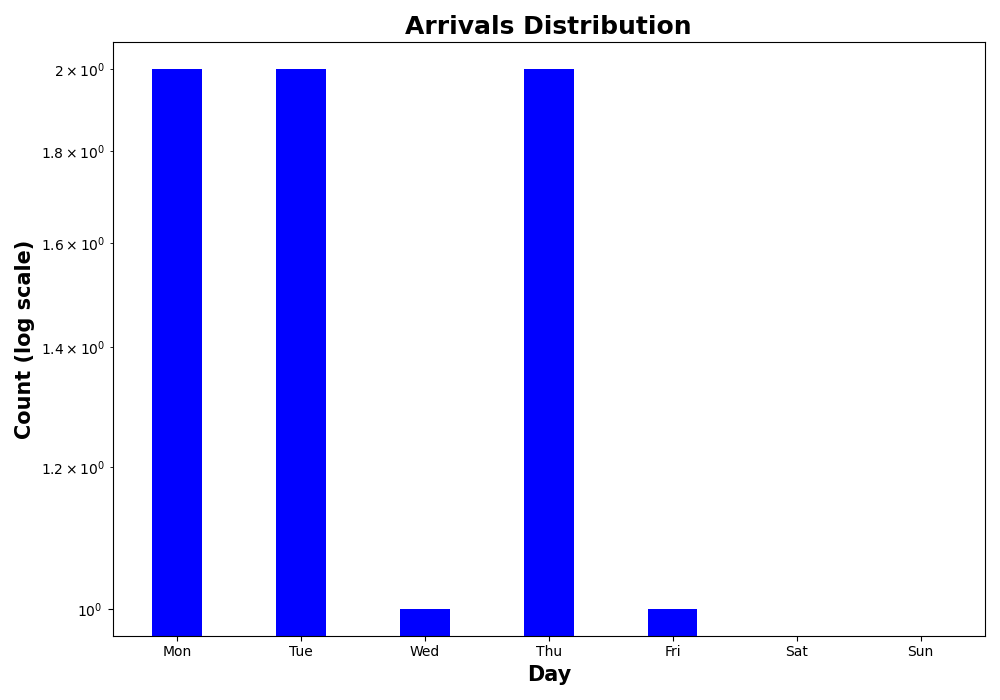 Arrivals Distribution
Count (log scale)
2 × 10⁰
1.8 × 10⁰
1.6 × 10⁰
1.4 × 10⁰
1.2 × 10⁰
10⁰
Mon Tue Wed Thu Fri Sat Sun
Day